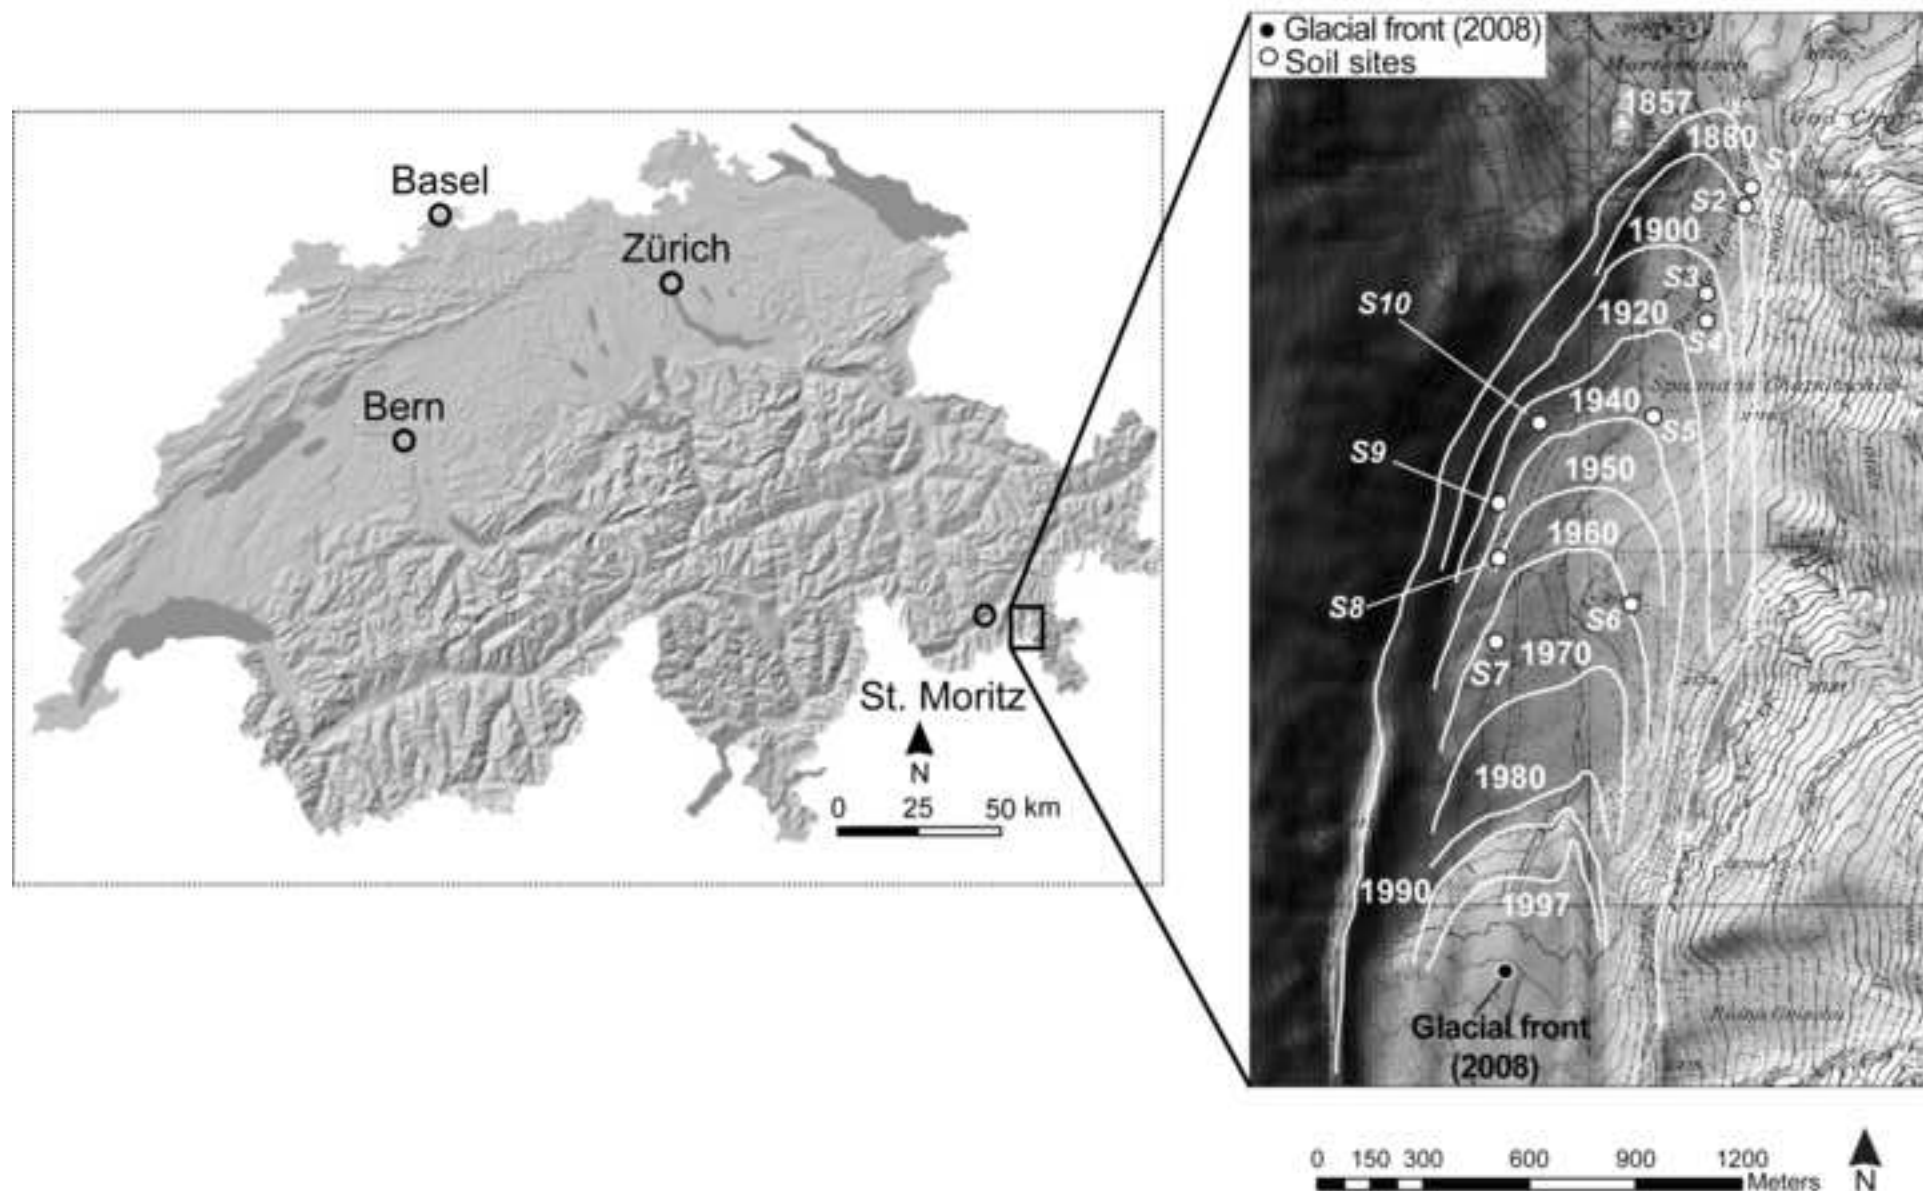 Glacial front (2008)
Soil sites
Morteratsch
1857
1880
S1
S2
1900
S3
1920
S4
S10
1940
S5
S9
1950
1960
S8
S6
S7
1970
1980
1990
1997
Glacial front
(2008)
0 150 300 600 900 1200
Meters
N
Basel
Zürich
Bern
St. Moritz
N
0 25 50 km